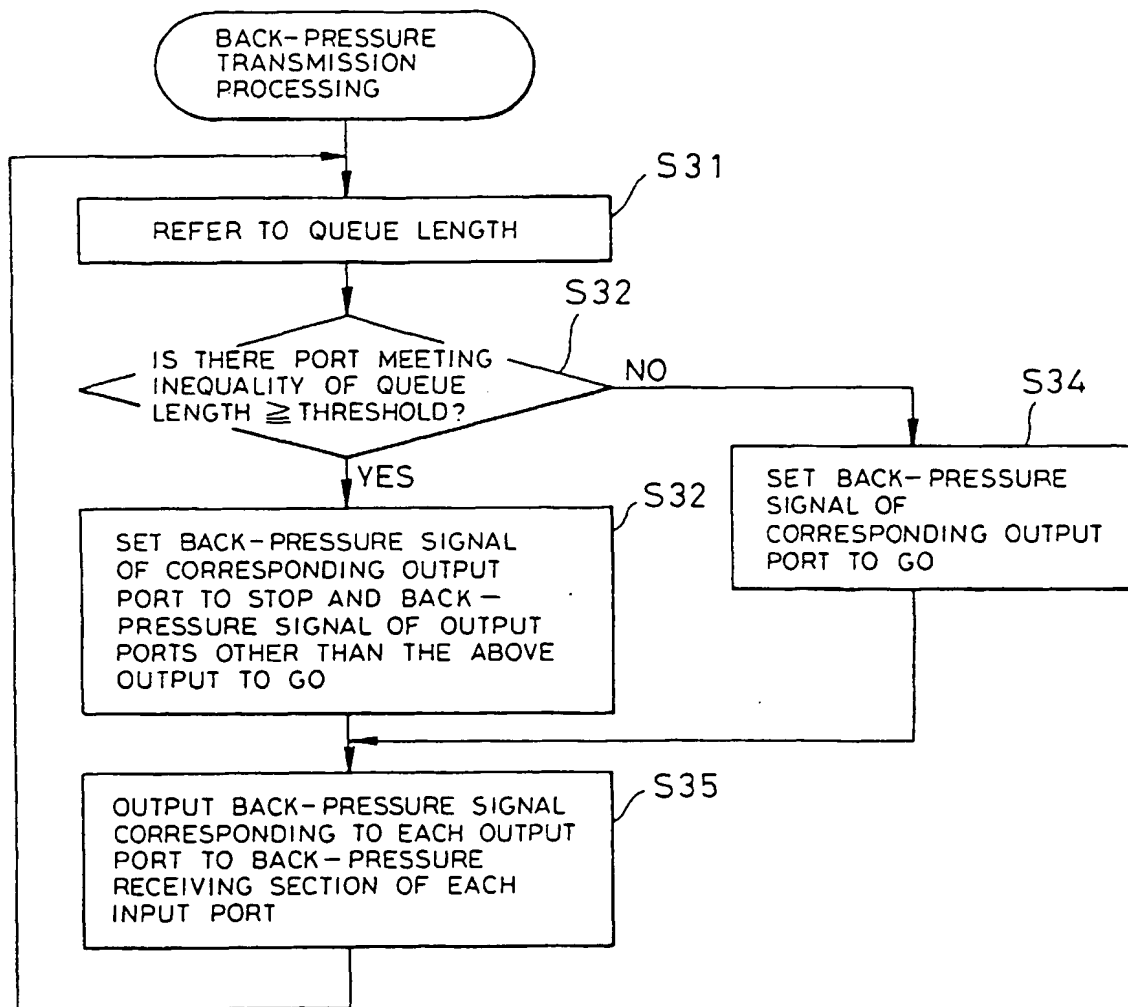 BACK-PRESSURE
TRANSMISSION
PROCESSING
S31
REFER TO QUEUE LENGTH
S32
IS THERE PORT MEETING
INEQUALITY OF QUEUE
LENGTH ≧ THRESHOLD?
NO
S34
YES
SET BACK-PRESSURE
SIGNAL OF
CORRESPONDING OUTPUT
PORT TO GO
S32
SET BACK-PRESSURE SIGNAL
OF CORRESPONDING OUTPUT
PORT TO STOP AND BACK-
PRESSURE SIGNAL OF OUTPUT
PORTS OTHER THAN THE ABOVE
OUTPUT TO GO
S35
OUTPUT BACK-PRESSURE SIGNAL
CORRESPONDING TO EACH OUTPUT
PORT TO BACK-PRESSURE
RECEIVING SECTION OF EACH
INPUT PORT